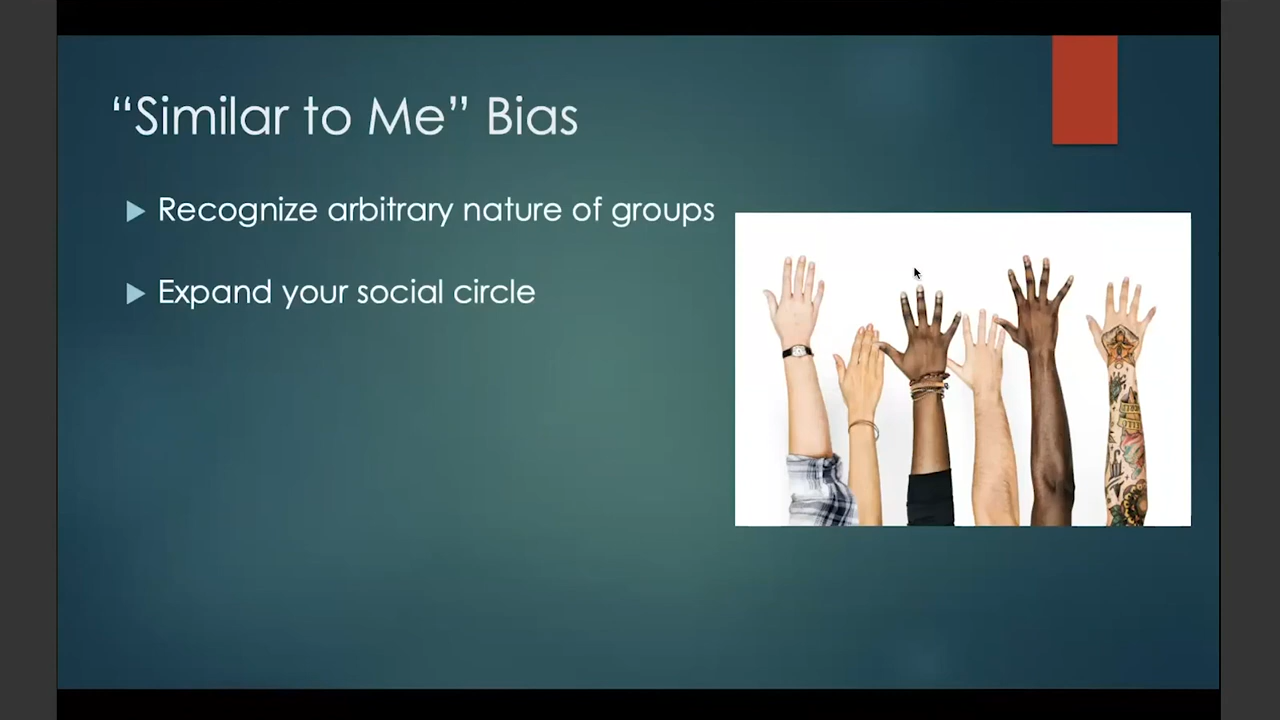 “Similar to Me” Bias
Recognize arbitrary nature of groups
Expand your social circle